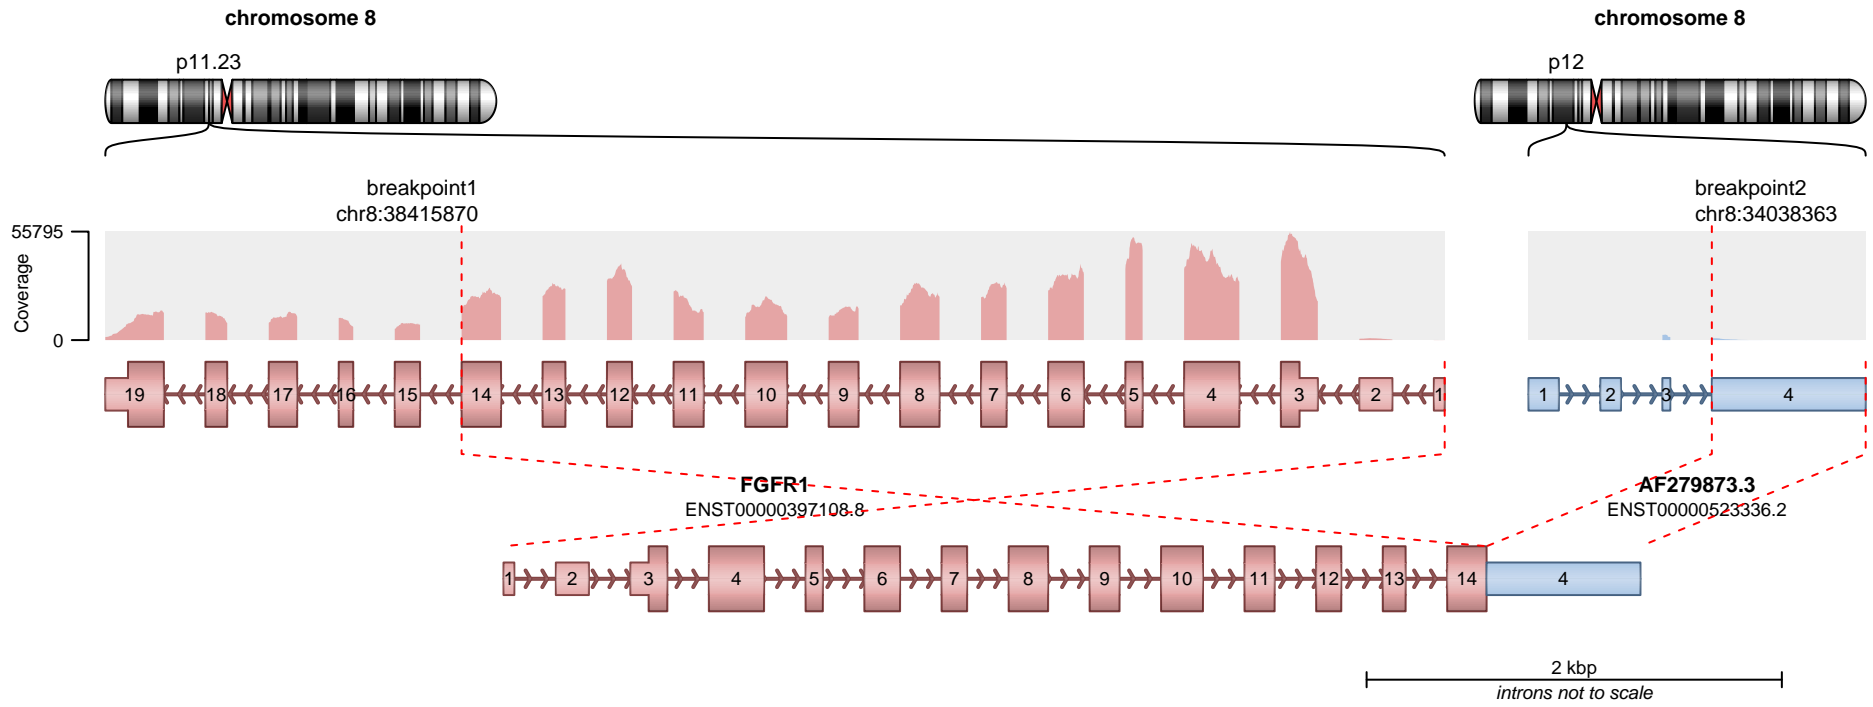 chromosome 8
chromosome 8
p11.23
p12
breakpoint1
chr8:38415870
breakpoint2
chr8:34038363
55795
Coverage
0
19 18 17 16 15 14 13 12 11 10 9 8 7 6 5 4 3 2 1
1 2 3 4
FGFR1
ENST00000397108.8
AF279873.3
ENST00000523336.2
1 2 3 4 5 6 7 8 9 10 11 12 13 14 4
2 kbp
introns not to scale